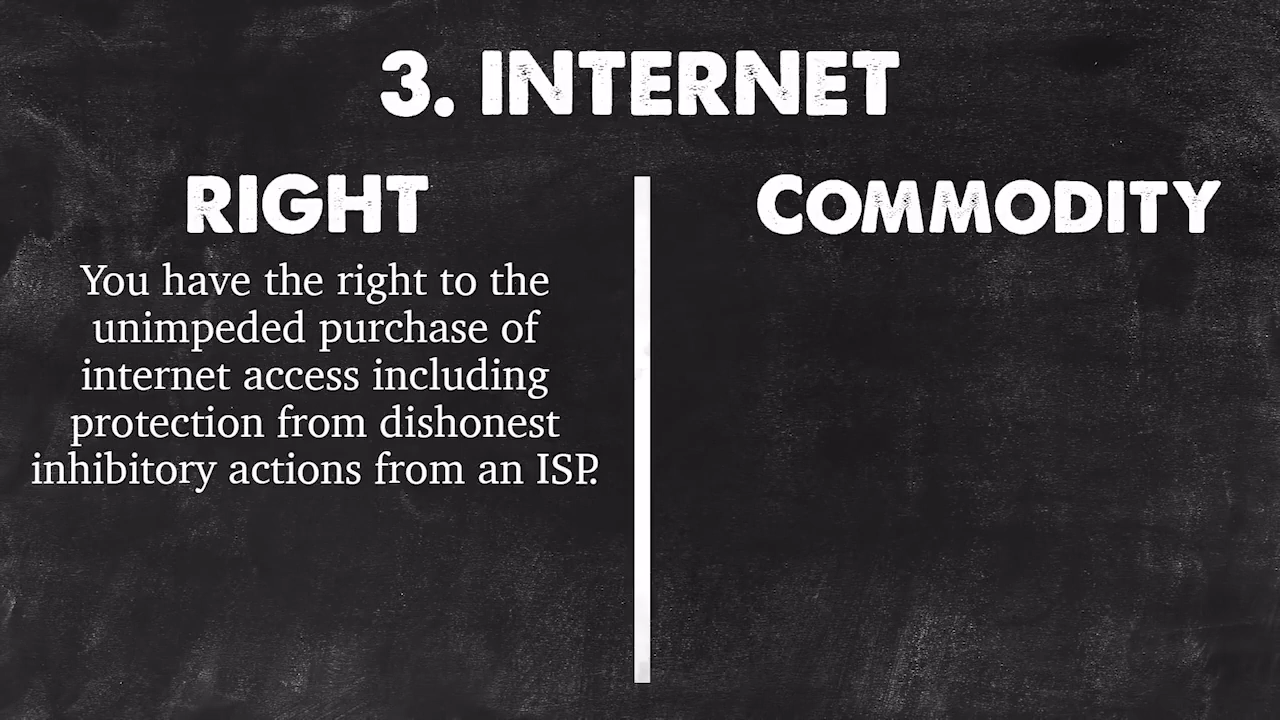 3. INTERNET
RIGHT
You have the right to the
unimpeded purchase of
internet access including
protection from dishonest
inhibitory actions from an ISP.
COMMODITY